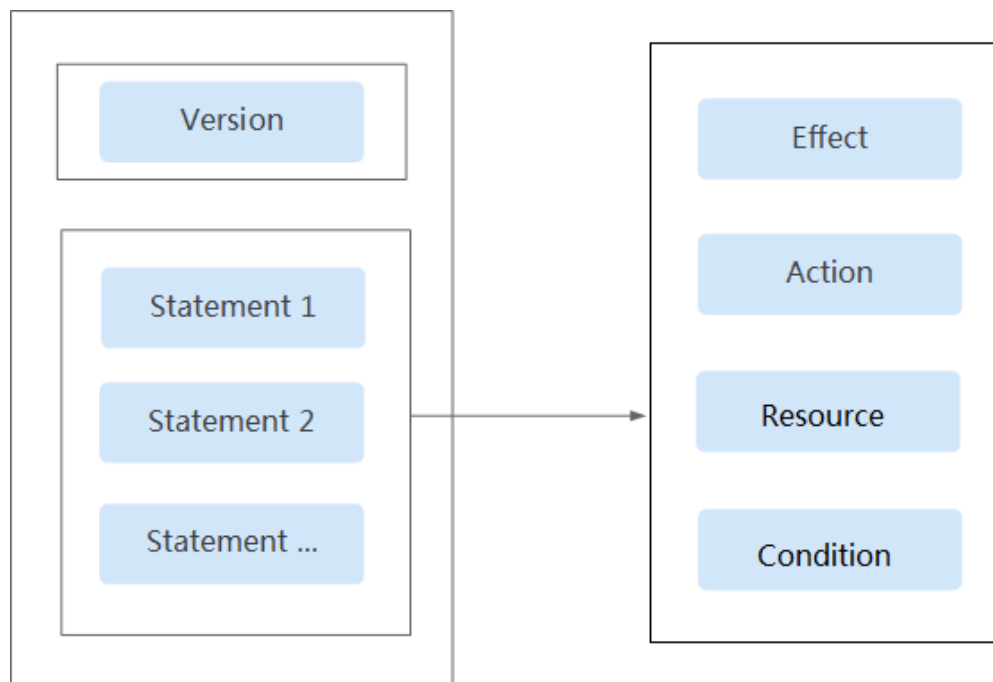 Version
Statement 1
Statement 2
Statement ...
Effect
Action
Resource
Condition